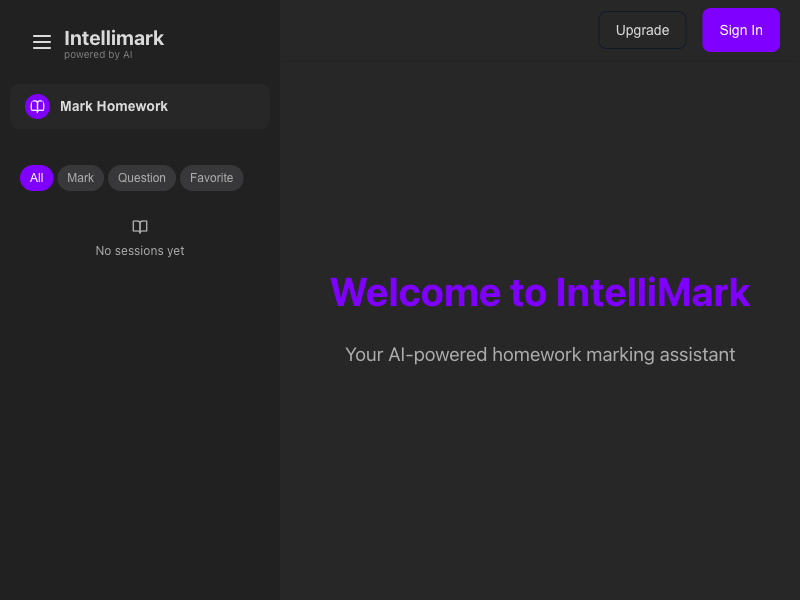 Intellimark
powered by AI
Upgrade
Sign In
Mark Homework
All
Mark
Question
Favorite
No sessions yet
Welcome to IntelliMark
Your AI-powered homework marking assistant